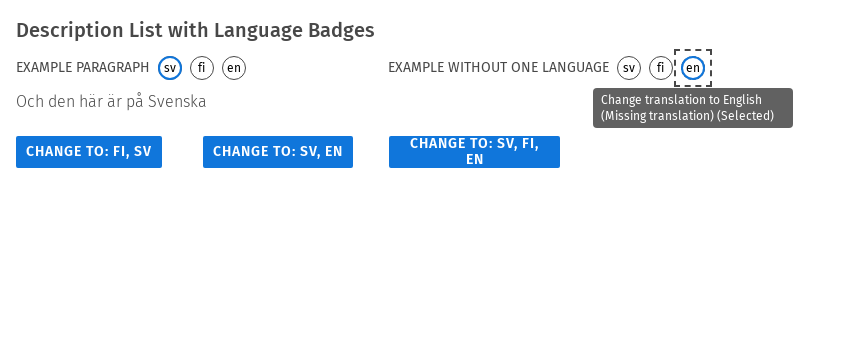 Description List with Language Badges
EXAMPLE PARAGRAPH sv fi en
EXAMPLE WITHOUT ONE LANGUAGE sv fi en
Och den här är på Svenska
Change translation to English
(Missing translation) (Selected)
CHANGE TO: FI, SV
CHANGE TO: SV, EN
CHANGE TO: SV, FI,
EN